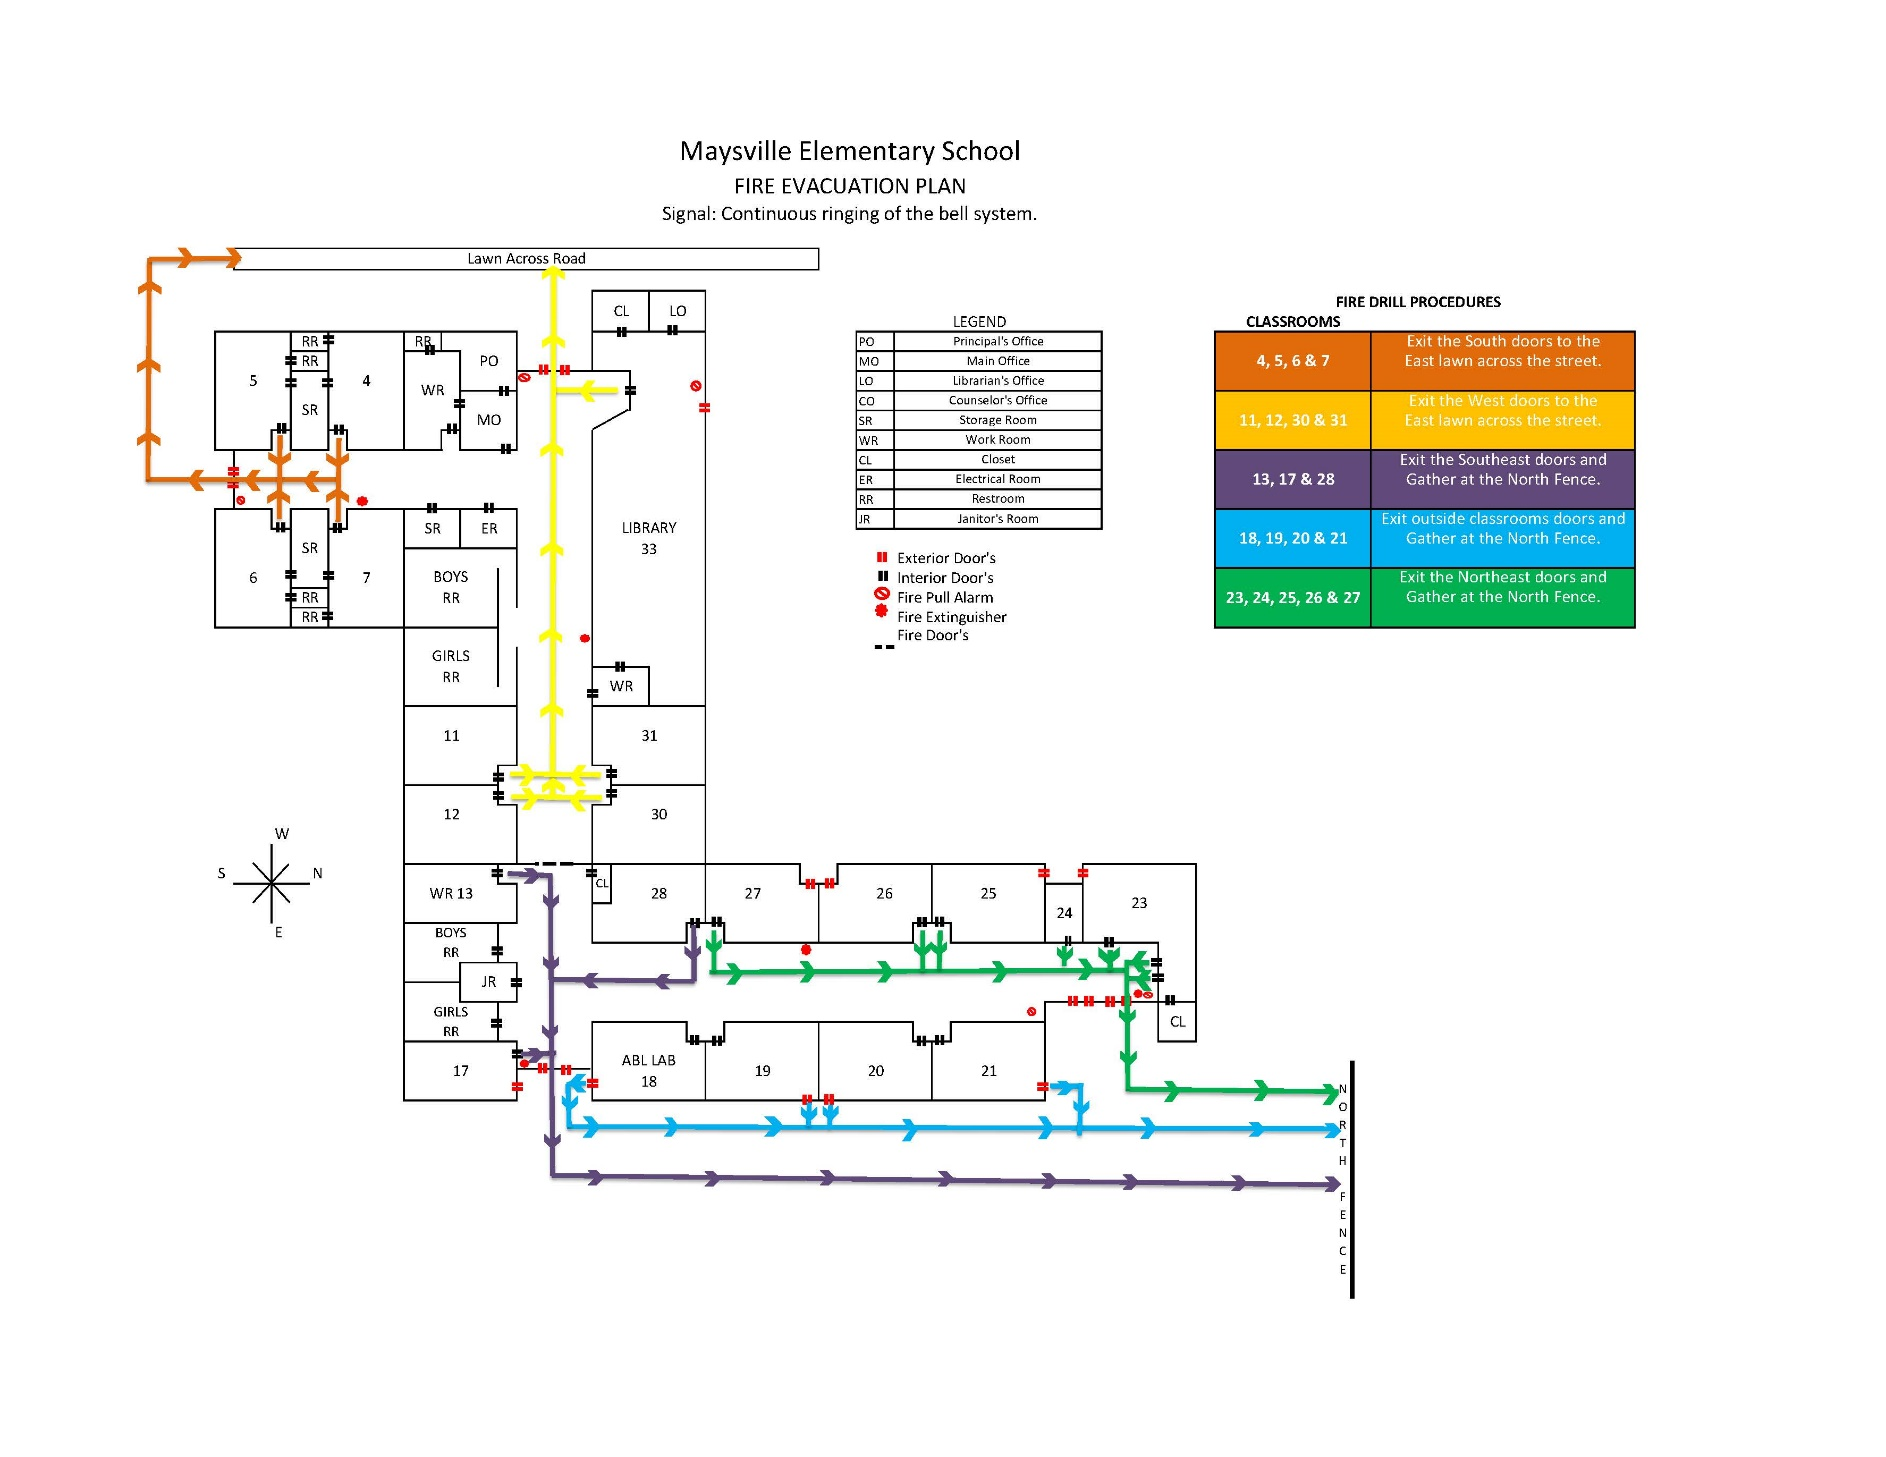 Maysville Elementary School
FIRE EVACUATION PLAN
Signal: Continuous ringing of the bell system.
Lawn Across Road
CL
LO
RR
RR
RR
5
4
SR
WR
PO
MO
LIBRARY
33
SR
ER
6
SR
7
RR
RR
BOYS
RR
GIRLS
RR
WR
11
31
12
30
W
S
N
E
WR 13
CL
28
27
26
25
24
23
BOYS
RR
JR
GIRLS
RR
17
ABL LAB
18
19
20
21
CL
LEGEND
PO Principal's Office
MO Main Office
LO Librarian's Office
CO Counselor's Office
SR Storage Room
WR Work Room
CL Closet
ER Electrical Room
RR Restroom
JR Janitor's Room
Exterior Door's
Interior Door's
Fire Pull Alarm
Fire Extinguisher
Fire Door's
FIRE DRILL PROCEDURES
CLASSROOMS
4, 5, 6 & 7
Exit the South doors to the
East lawn across the street.
11, 12, 30 & 31
Exit the West doors to the
East lawn across the street.
13, 17 & 28
Exit the Southeast doors and
Gather at the North Fence.
18, 19, 20 & 21
Exit outside classrooms doors and
Gather at the North Fence.
23, 24, 25, 26 & 27
Exit the Northeast doors and
Gather at the North Fence.
NORTH FENCE